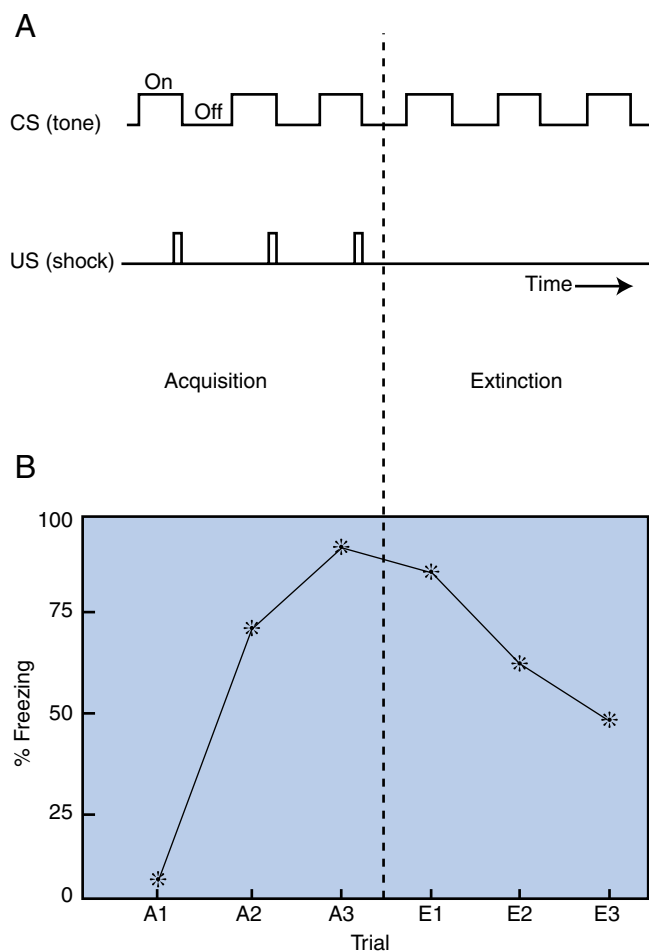 A
On
Off
CS (tone)
US (shock)
Time
Acquisition
Extinction
B
100
75
50
25
0
% Freezing
A1 A2 A3 E1 E2 E3
Trial